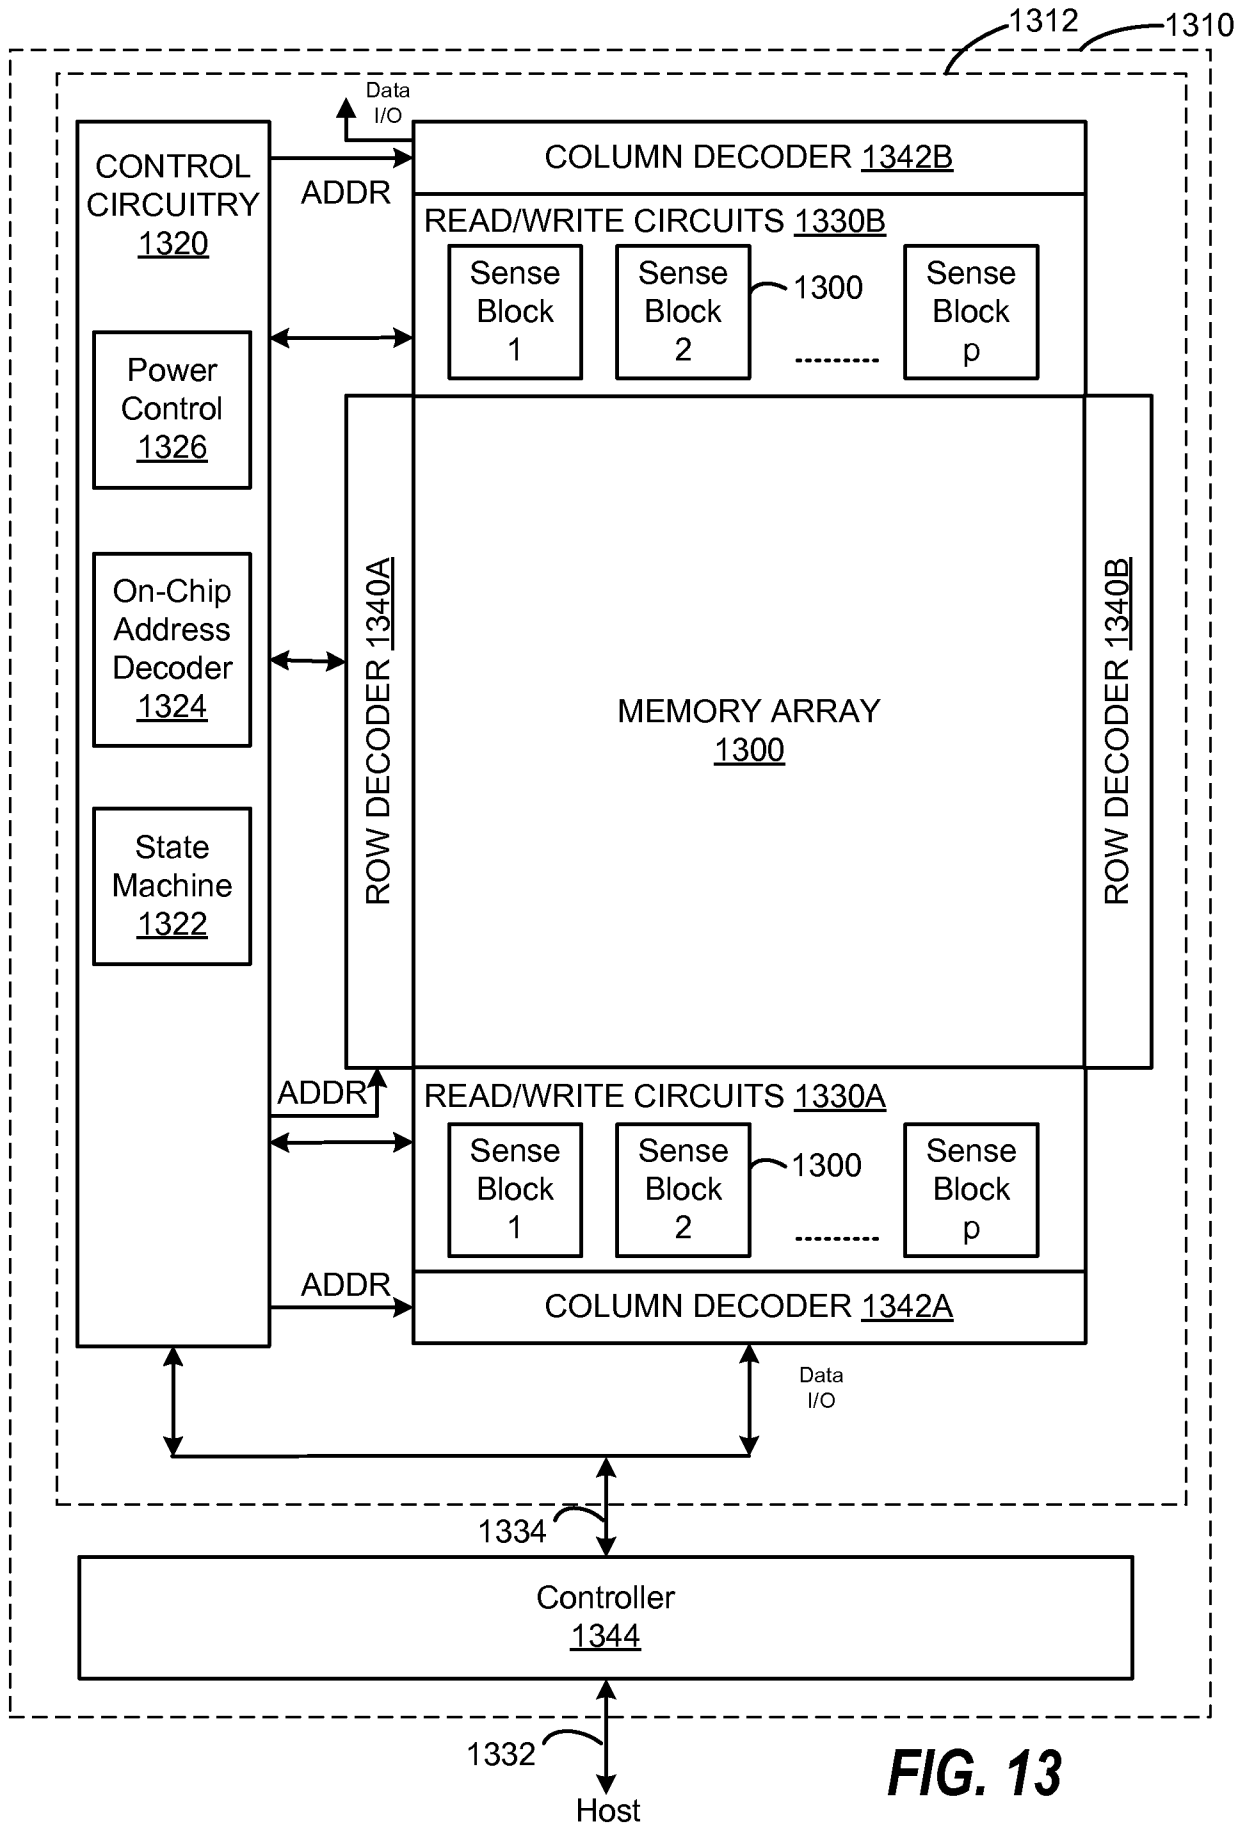 1312
1310
Data
I/O
CONTROL
CIRCUITRY
1320
ADDR
COLUMN DECODER 1342B
READ/WRITE CIRCUITS 1330B
Sense
Block
1
Sense
Block
2
1300
.........
Sense
Block
p
Power
Control
1326
On-Chip
Address
Decoder
1324
State
Machine
1322
ROW DECODER 1340A
MEMORY ARRAY
1300
ROW DECODER 1340B
ADDR
READ/WRITE CIRCUITS 1330A
Sense
Block
1
Sense
Block
2
1300
.........
Sense
Block
p
ADDR
COLUMN DECODER 1342A
Data
I/O
1334
Controller
1344
1332
Host
FIG. 13